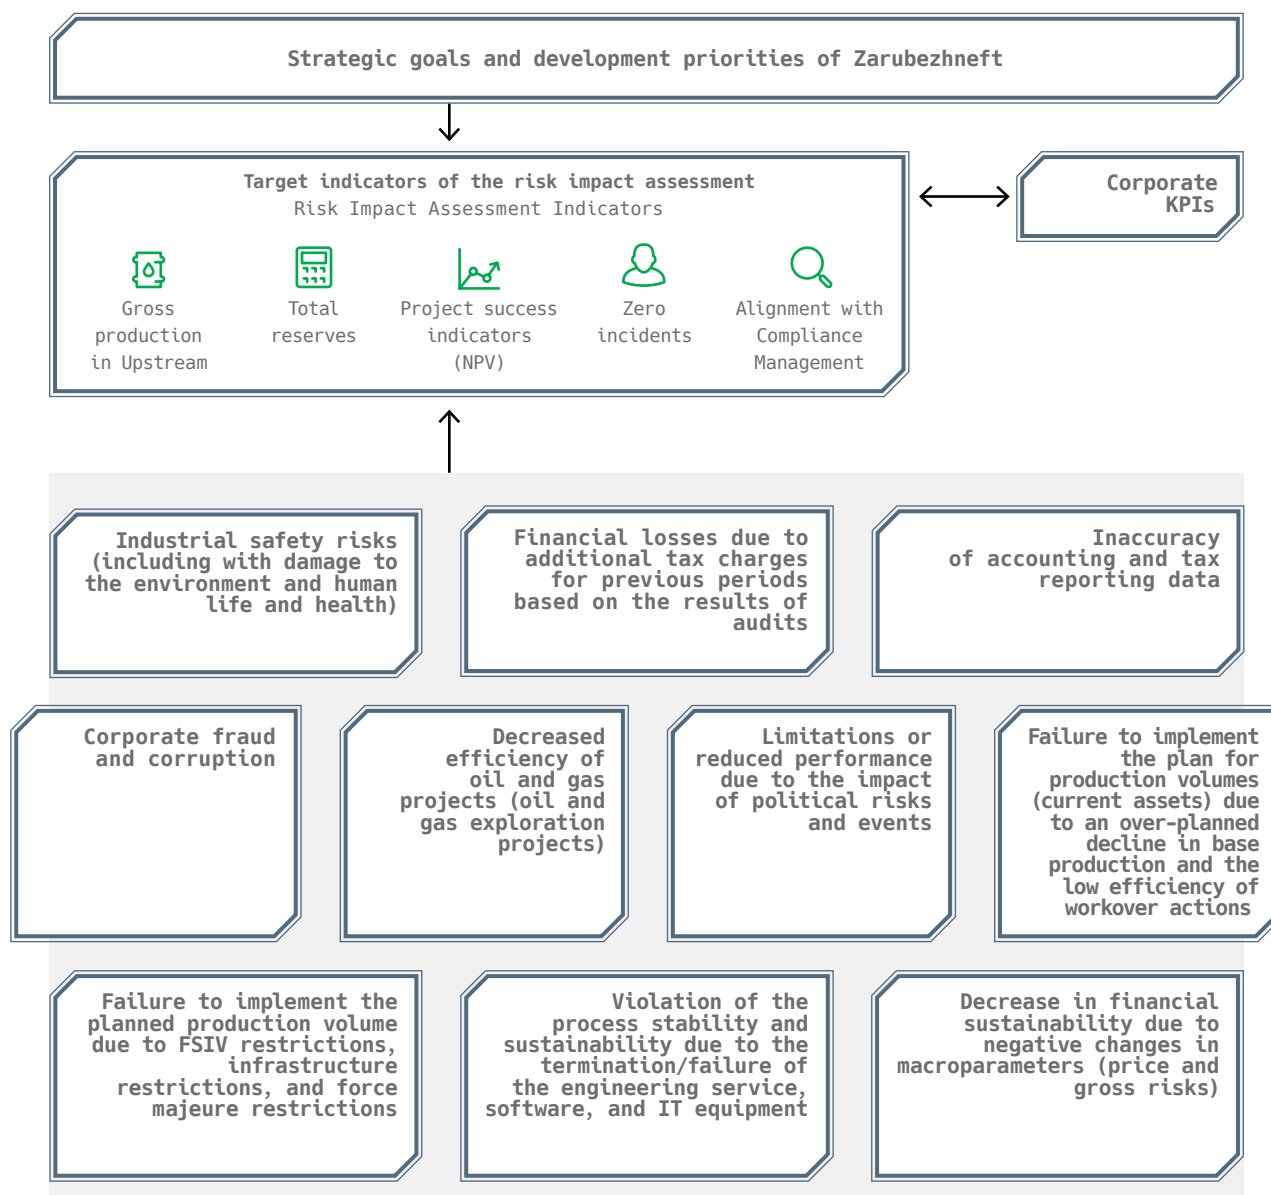 Strategic goals and development priorities of Zarubezhneft
Target indicators of the risk impact assessment
Risk Impact Assessment Indicators
Corporate
KPIs
Gross
production
in Upstream
Total
reserves
Project success
indicators
(NPV)
Zero
incidents
Alignment with
Compliance
Management
Industrial safety risks
(including with damage to
the environment and human
life and health)
Financial losses due to
additional tax charges
for previous periods
based on the results of
audits
Inaccuracy
of accounting and tax
reporting data
Corporate fraud
and corruption
Decreased
efficiency of
oil and gas
projects (oil and
gas exploration
projects)
Limitations or
reduced performance
due to the impact
of political risks
and events
Failure to implement
the plan for
production volumes
(current assets) due
to an over-planned
decline in base
production and the
low efficiency of
workover actions
Failure to implement the
planned production volume
due to FSIV restrictions,
infrastructure
restrictions, and force
majeure restrictions
Violation of the
process stability and
sustainability due to the
termination/failure of
the engineering service,
software, and IT equipment
Decrease in financial
sustainability due to
negative changes in
macroparameters (price and
gross risks)